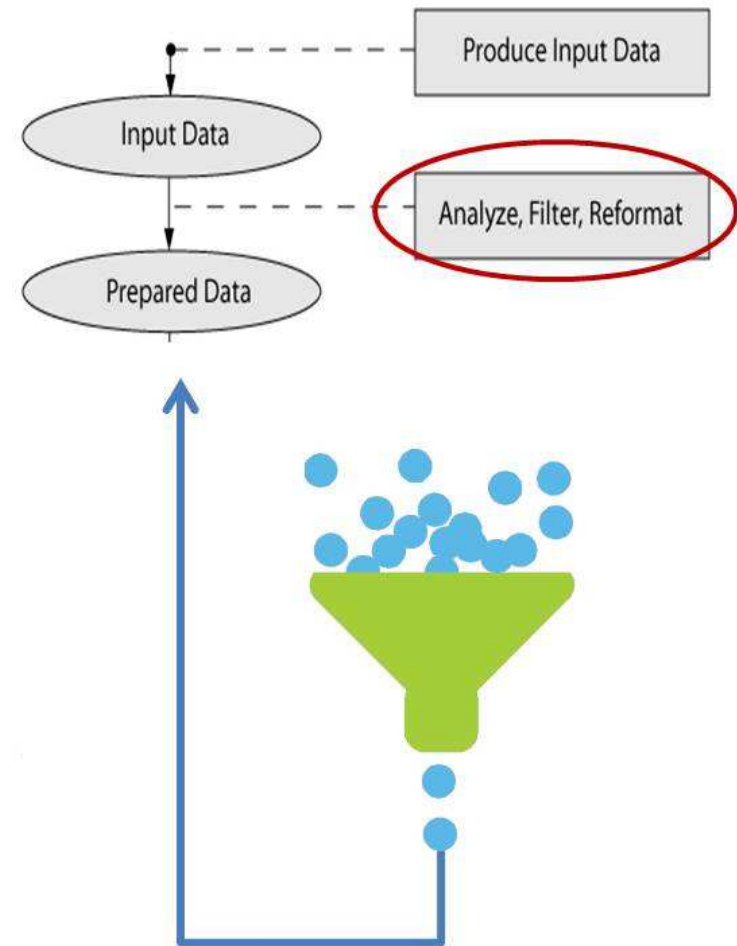 Produce Input Data
Input Data
Analyze, Filter, Reformat
Prepared Data